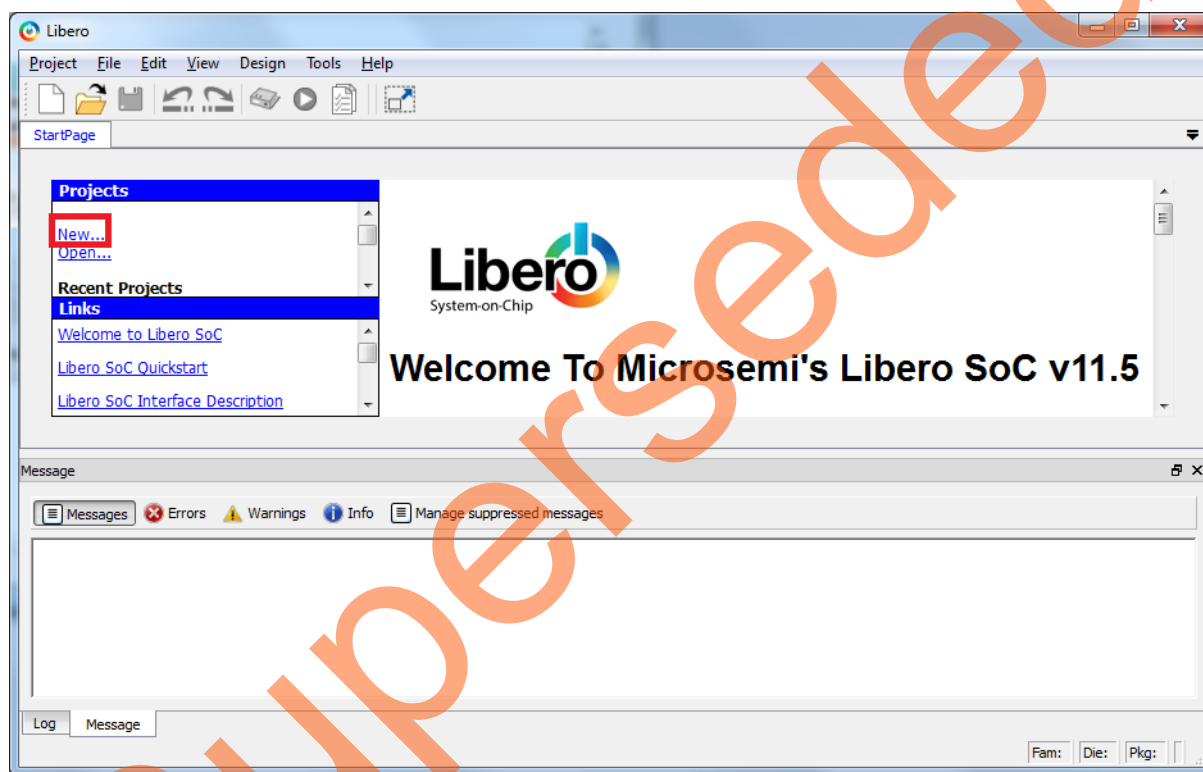 Libero
Project File Edit View Design Tools Help
StartPage
Projects
New...
Open...
Recent Projects
Links
Welcome to Libero SoC
Libero SoC Quickstart
Libero SoC Interface Description
Libero
System-on-Chip
Welcome To Microsemi's Libero SoC v11.5
Message
Messages Errors Warnings Info Manage suppressed messages
Log Message
Fam: Die: Pkg:
Superseded